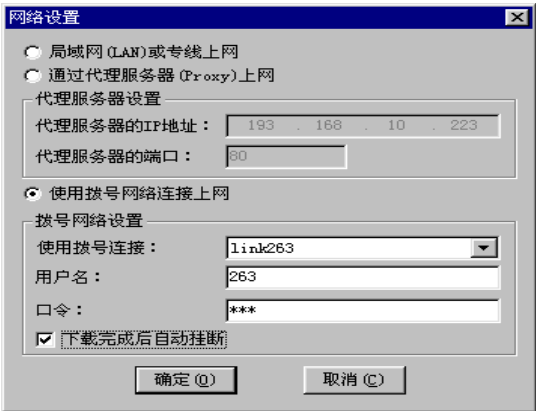 网络设置
局域网(LAN)或专线上网
通过代理服务器(Proxy)上网
代理服务器设置
代理服务器的IP地址： 193 . 168 . 10 . 223
代理服务器的端口： 80
使用拨号网络连接上网
拨号网络设置
使用拨号连接： link263
用户名： 263
口令： ***
下载完成后自动挂断
确定(O) 取消(C)